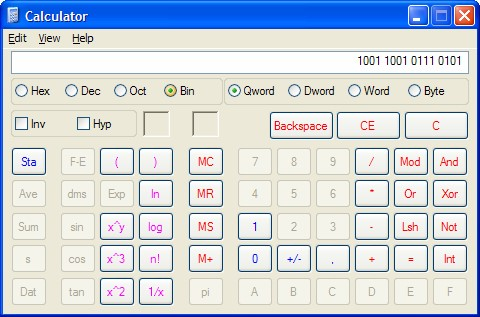 Calculator
Edit View Help
1001 1001 0111 0101
Hex Dec Oct Bin Qword Dword Word Byte
Inv Hyp Backspace CE C
Sta F-E ( ) MC 7 8 9 / Mod And
Ave dms Exp ln MR 4 5 6 * Or Xor
Sum sin x^y log MS 1 2 3 - Lsh Not
s cos x^3 n! M+ 0 +/- , + = Int
Dat tan x^2 1/x pi A B C D E F